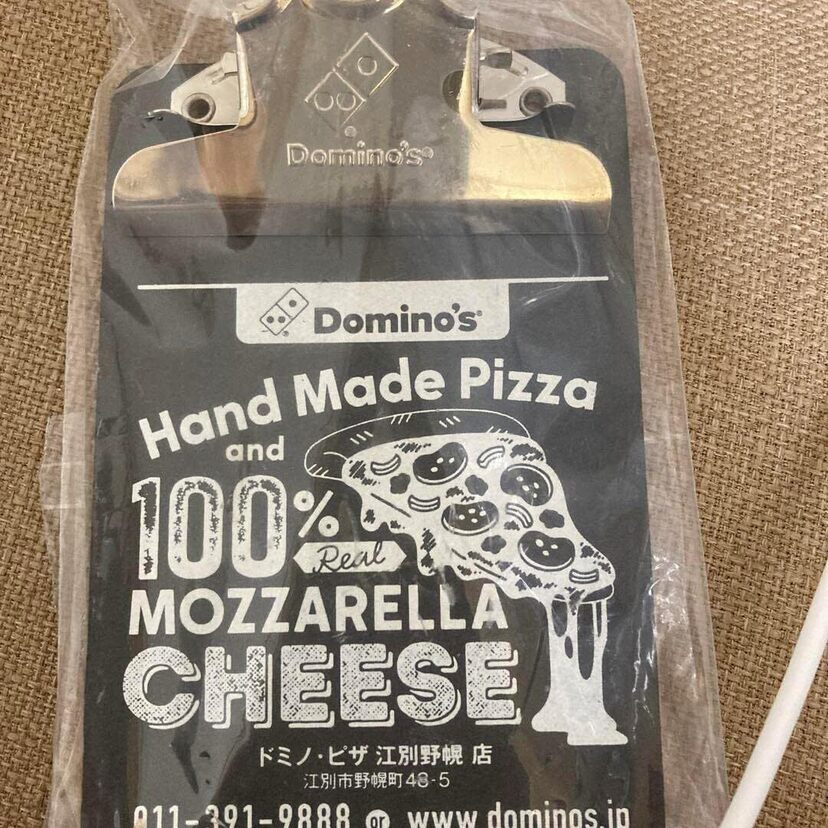 Domino's®
Domino's®
Hand Made Pizza
and
100%
Real
MOZZARELLA
CHEESE
ドミノ・ピザ 江別野幌 店
江別市野幌町48-5
011-391-9888 or www.dominos.jp